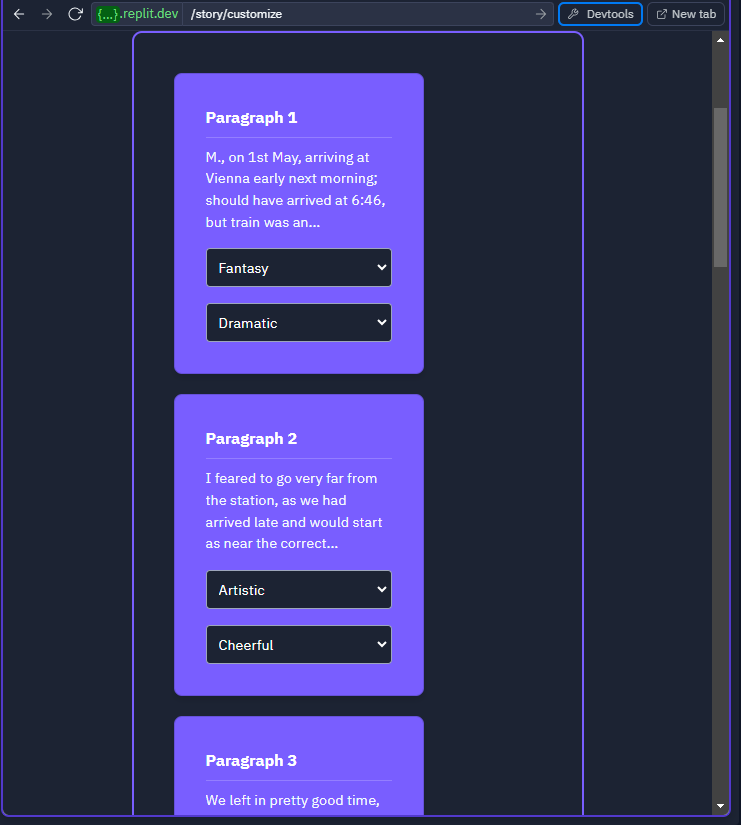 {...}.replit.dev /story/customize Devtools New tab
Paragraph 1
M., on 1st May, arriving at
Vienna early next morning;
should have arrived at 6:46,
but train was an...
Fantasy
Dramatic
Paragraph 2
I feared to go very far from
the station, as we had
arrived late and would start
as near the correct...
Artistic
Cheerful
Paragraph 3
We left in pretty good time,